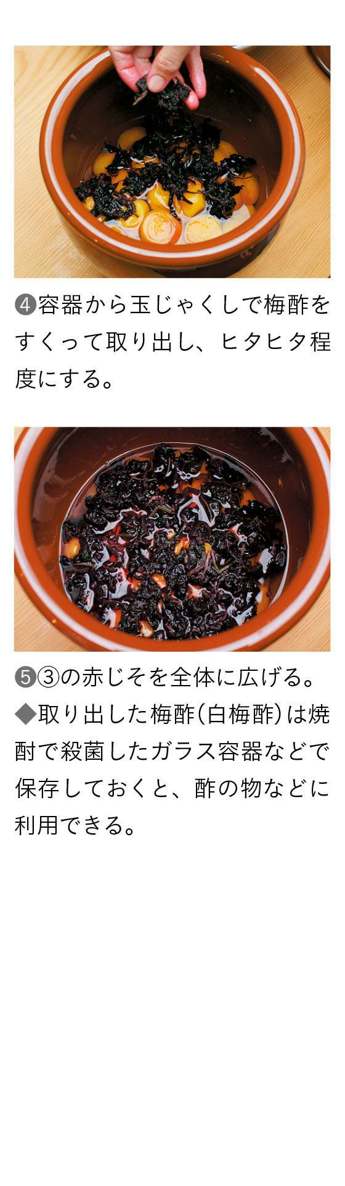 ❹容器から玉じゃくしで梅酢を
すくって取り出し、ヒタヒタ程
度にする。
❺③の赤じそを全体に広げる。
◆取り出した梅酢(白梅酢)は焼
酎で殺菌したガラス容器などで
保存しておくと、酢の物などに
利用できる。